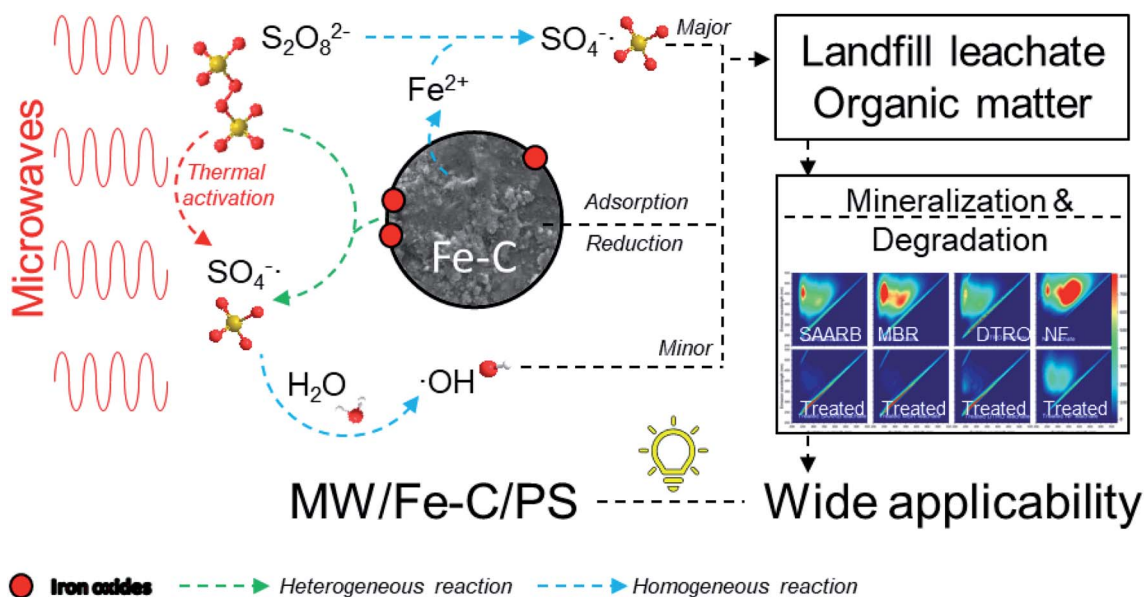 Microwaves
S₂O₈²⁻
SO₄⁻·
Major
Fe²⁺
Thermal
activation
Fe-C
Adsorption
Reduction
SO₄⁻·
H₂O
·OH
Minor
Landfill leachate
Organic matter
Mineralization &
Degradation
SAARB MBR DTRO NF
Treated Treated Treated Treated
MW/Fe-C/PS
Wide applicability
Iron oxides Heterogeneous reaction Homogeneous reaction